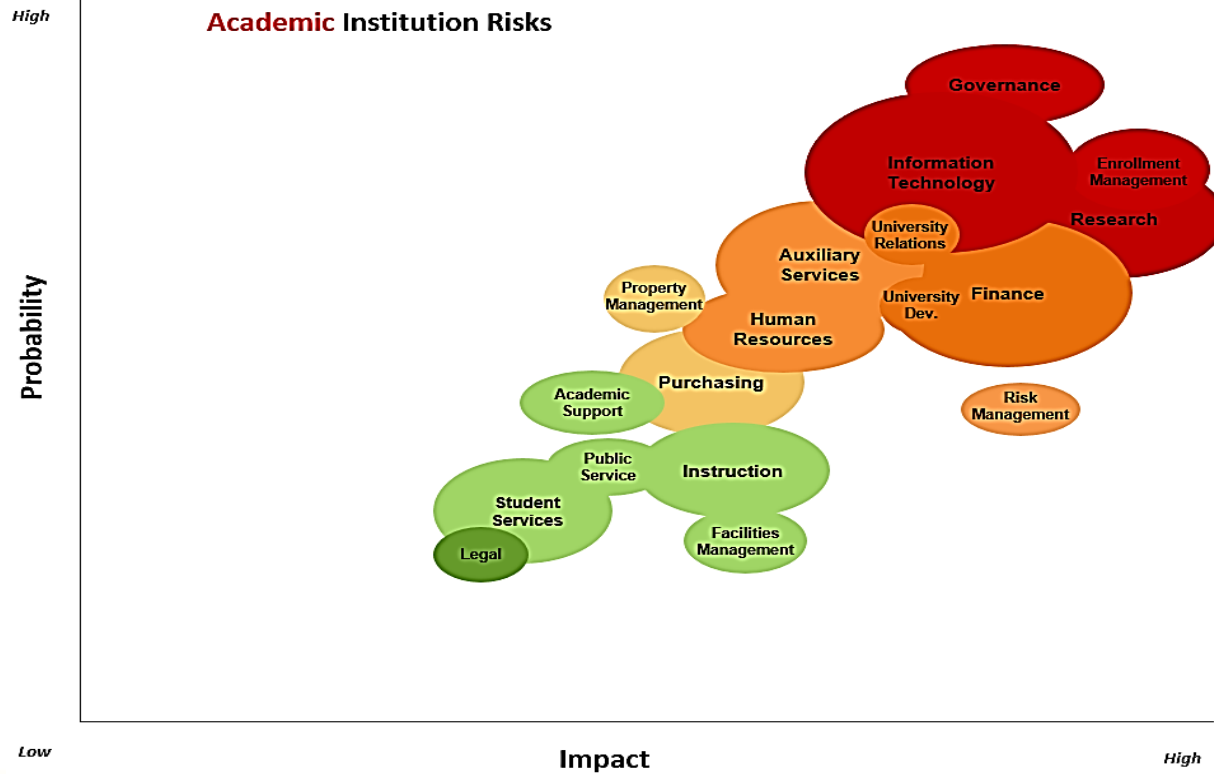 High
Academic Institution Risks
Governance
Information
Technology
Enrollment
Management
Research
University
Relations
Auxiliary
Services
Property
Management
University
Dev.
Finance
Human
Resources
Probability
Purchasing
Academic
Support
Risk
Management
Public
Service
Instruction
Student
Services
Facilities
Management
Legal
Low
Impact
High